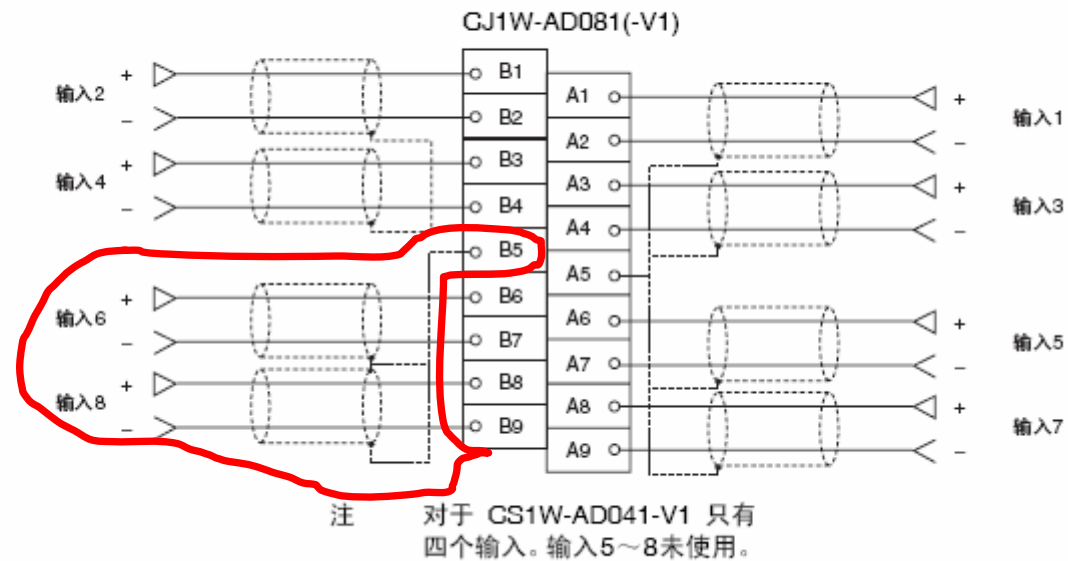 CJ1W-AD081(-V1)
输入2
+
−
B1
B2
A1
A2
+
−
输入1
输入4
+
−
B3
B4
A3
A4
+
−
输入3
B5
A5
输入6
+
−
B6
B7
A6
A7
+
−
输入5
输入8
+
−
B8
B9
A8
A9
+
−
输入7
注 对于 CS1W-AD041-V1 只有
四个输入。输入5～8未使用。